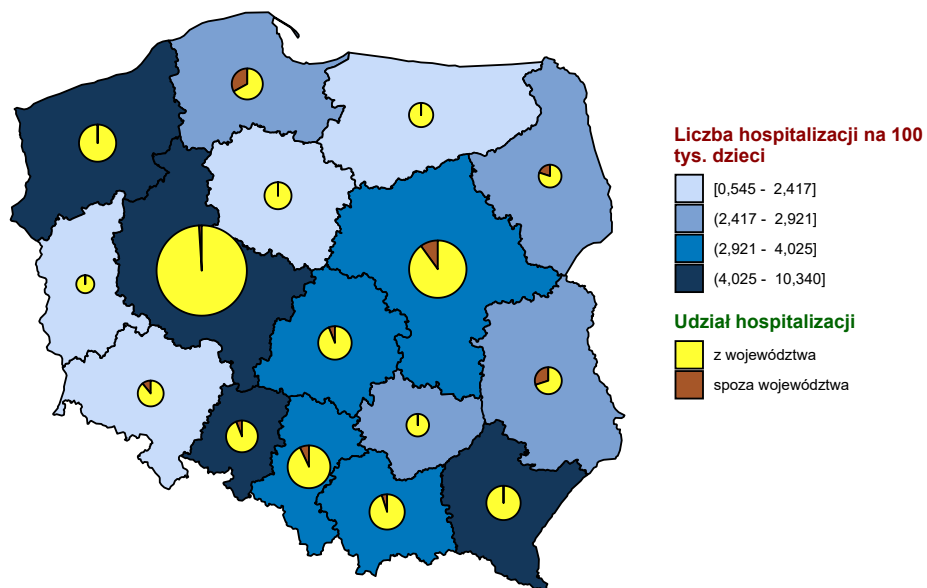 Liczba hospitalizacji na 100
tys. dzieci
[0,545 - 2,417]
(2,417 - 2,921]
(2,921 - 4,025]
(4,025 - 10,340]
Udział hospitalizacji
z województwa
spoza województwa